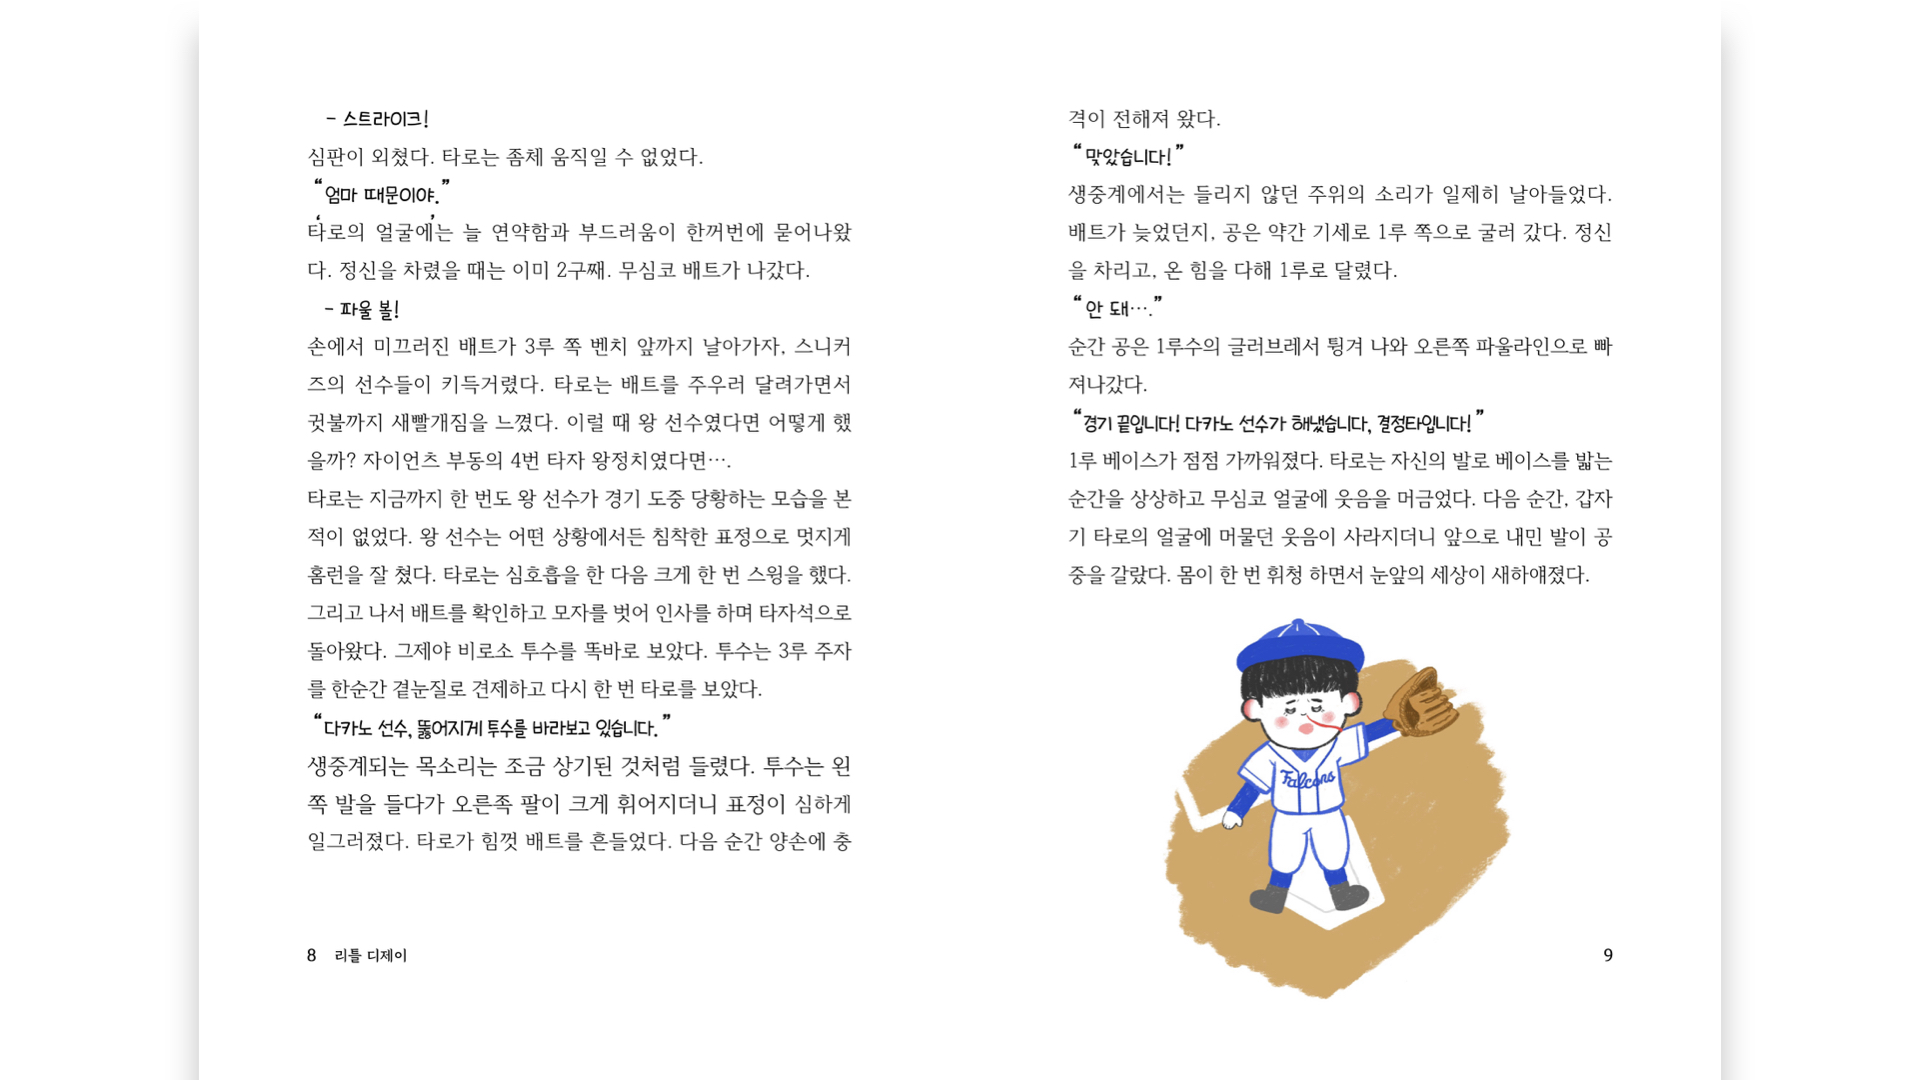 - 스트라이크!
심판이 외쳤다. 타로는 좀체 움직일 수 없었다.
“엄마 때문이야.”
‘타로의 얼굴에’는 늘 연약함과 부드러움이 한꺼번에 묻어나왔
다. 정신을 차렸을 때는 이미 2구째. 무심코 배트가 나갔다.
- 파울 볼!
손에서 미끄러진 배트가 3루 쪽 벤치 앞까지 날아가자, 스니커
즈의 선수들이 키득거렸다. 타로는 배트를 주우러 달려가면서
귓불까지 새빨개짐을 느꼈다. 이럴 때 왕 선수였다면 어떻게 했
을까? 자이언츠 부동의 4번 타자 왕정치였다면….
타로는 지금까지 한 번도 왕 선수가 경기 도중 당황하는 모습을 본
적이 없었다. 왕 선수는 어떤 상황에서든 침착한 표정으로 멋지게
홈런을 잘 쳤다. 타로는 심호흡을 한 다음 크게 한 번 스윙을 했다.
그리고 나서 배트를 확인하고 모자를 벗어 인사를 하며 타자석으로
돌아왔다. 그제야 비로소 투수를 똑바로 보았다. 투수는 3루 주자
를 한순간 곁눈질로 견제하고 다시 한 번 타로를 보았다.
“다카노 선수, 뚫어지게 투수를 바라보고 있습니다.”
생중계되는 목소리는 조금 상기된 것처럼 들렸다. 투수는 왼
쪽 발을 들다가 오른족 팔이 크게 휘어지더니 표정이 심하게
일그러졌다. 타로가 힘껏 배트를 흔들었다. 다음 순간 양손에 충
8 리틀 디제이
격이 전해져 왔다.
“맞았습니다!”
생중계에서는 들리지 않던 주위의 소리가 일제히 날아들었다.
배트가 늦었던지, 공은 약간 기세로 1루 쪽으로 굴러 갔다. 정신
을 차리고, 온 힘을 다해 1루로 달렸다.
“안 돼….”
순간 공은 1루수의 글러브레서 튕겨 나와 오른쪽 파울라인으로 빠
져나갔다.
“경기 끝입니다! 다카노 선수가 해냈습니다, 결정타입니다!”
1루 베이스가 점점 가까워졌다. 타로는 자신의 발로 베이스를 밟는
순간을 상상하고 무심코 얼굴에 웃음을 머금었다. 다음 순간, 갑자
기 타로의 얼굴에 머물던 웃음이 사라지더니 앞으로 내민 발이 공
중을 갈랐다. 몸이 한 번 휘청 하면서 눈앞의 세상이 새하얘졌다.
Falcons
9